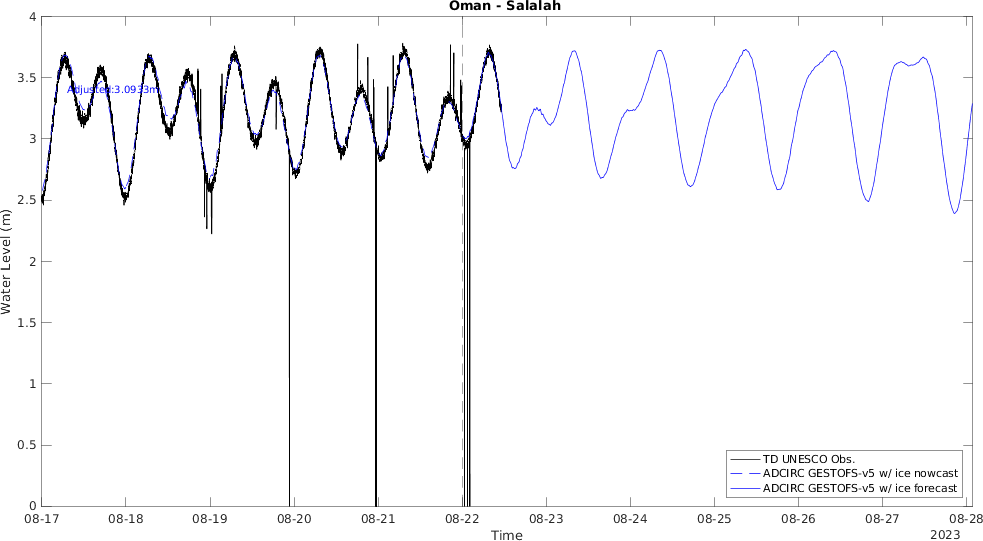 Oman - Salalah
4
3.5
3
2.5
2
1.5
1
0.5
0
Water Level (m)
Adjusted:3.0933m
TD UNESCO Obs.
ADCIRC GESTOFS-v5 w/ ice nowcast
ADCIRC GESTOFS-v5 w/ ice forecast
08-17 08-18 08-19 08-20 08-21 08-22 08-23 08-24 08-25 08-26 08-27 08-28
Time
2023